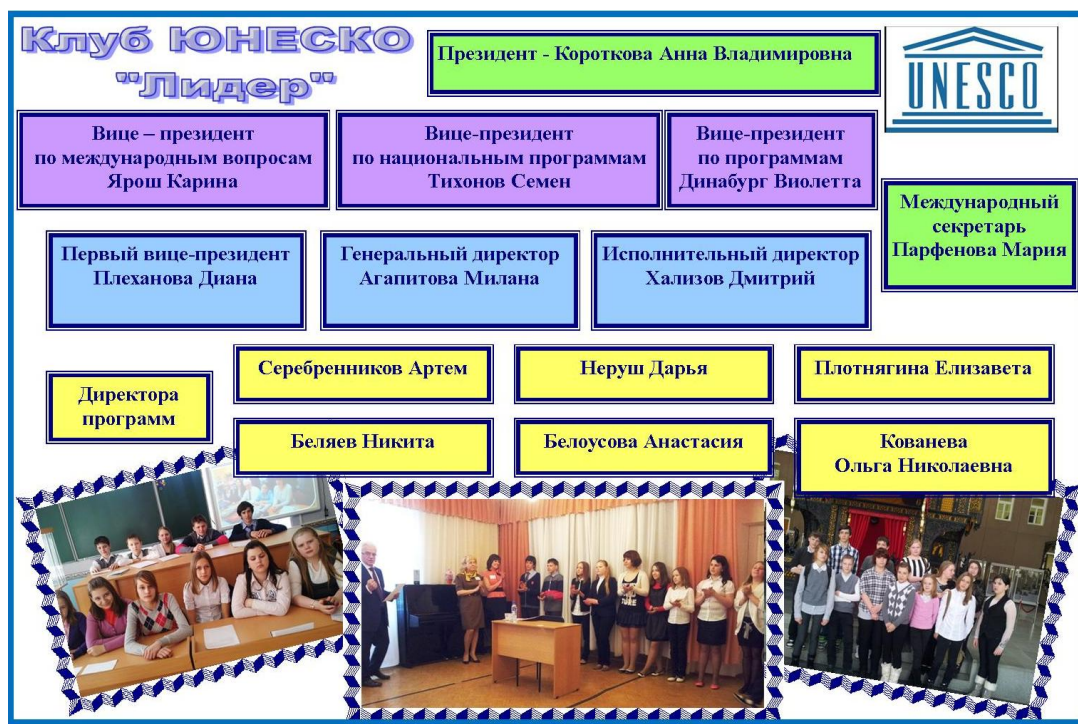 Клуб ЮНЕСКО
"Лидер"
Президент - Короткова Анна Владимировна
UNESCO
Вице – президент
по международным вопросам
Ярош Карина
Вице-президент
по национальным программам
Тихонов Семен
Вице-президент
по программам
Динабург Виолетта
Международный
секретарь
Парфенова Мария
Первый вице-президент
Плеханова Диана
Генеральный директор
Агапитова Милана
Исполнительный директор
Хализов Дмитрий
Директора
программ
Серебренников Артем
Неруш Дарья
Плотнягина Елизавета
Беляев Никита
Белоусова Анастасия
Кованева
Ольга Николаевна